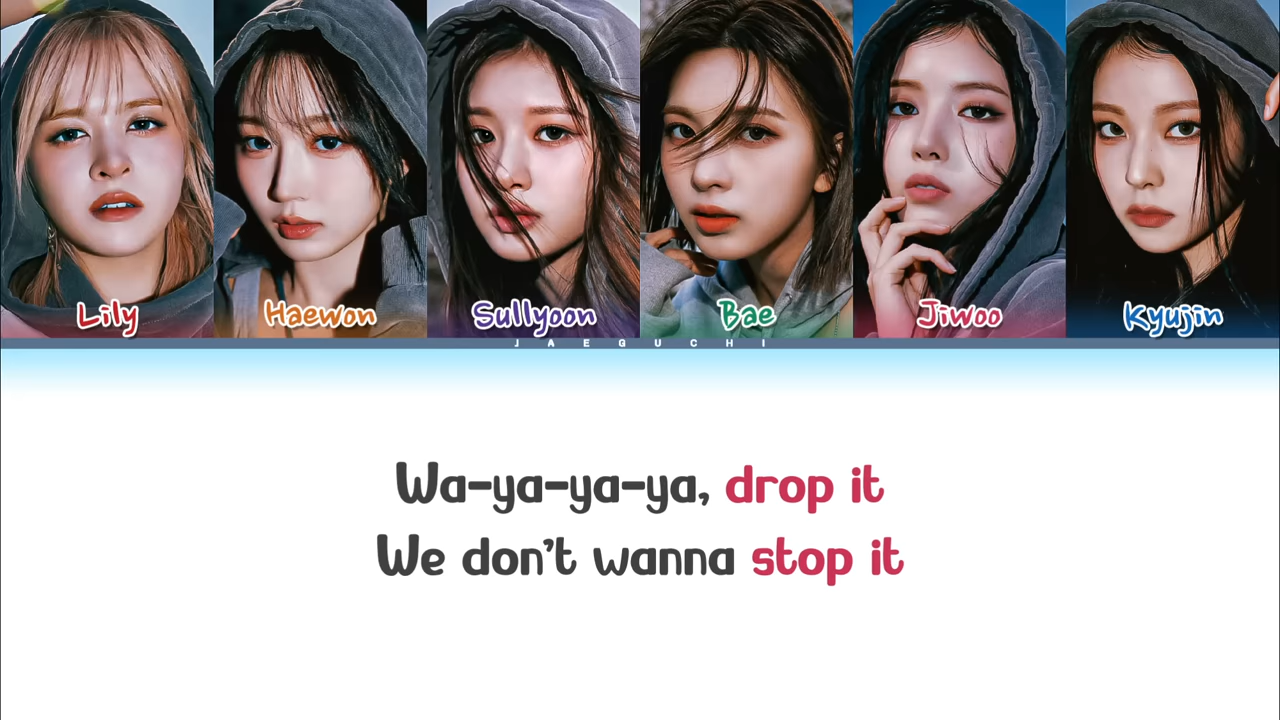 Lily Haewon Sullyoon Bae Jiwoo Kyujin
JAEGUCHI
Wa-ya-ya-ya, drop it
We don't wanna stop it